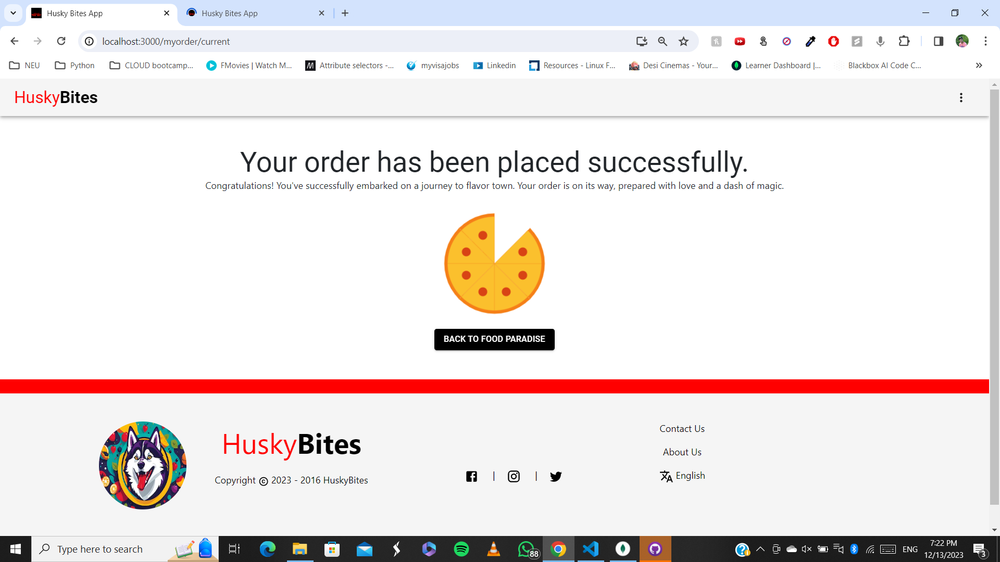 Husky Bites App
Husky Bites App
localhost:3000/myorder/current
NEU
Python
CLOUD bootcamp...
FMovies | Watch M...
Attribute selectors -...
myvisajobs
Linkedin
Resources - Linux F...
Desi Cinemas - Your...
Learner Dashboard |...
Blackbox AI Code C...
HuskyBites
Your order has been placed successfully.
Congratulations! You've successfully embarked on a journey to flavor town. Your order is on its way, prepared with love and a dash of magic.
BACK TO FOOD PARADISE
HuskyBites
Copyright © 2023 - 2016 HuskyBites
Contact Us
About Us
English
Type here to search
88
ENG
7:22 PM
12/13/2023
3